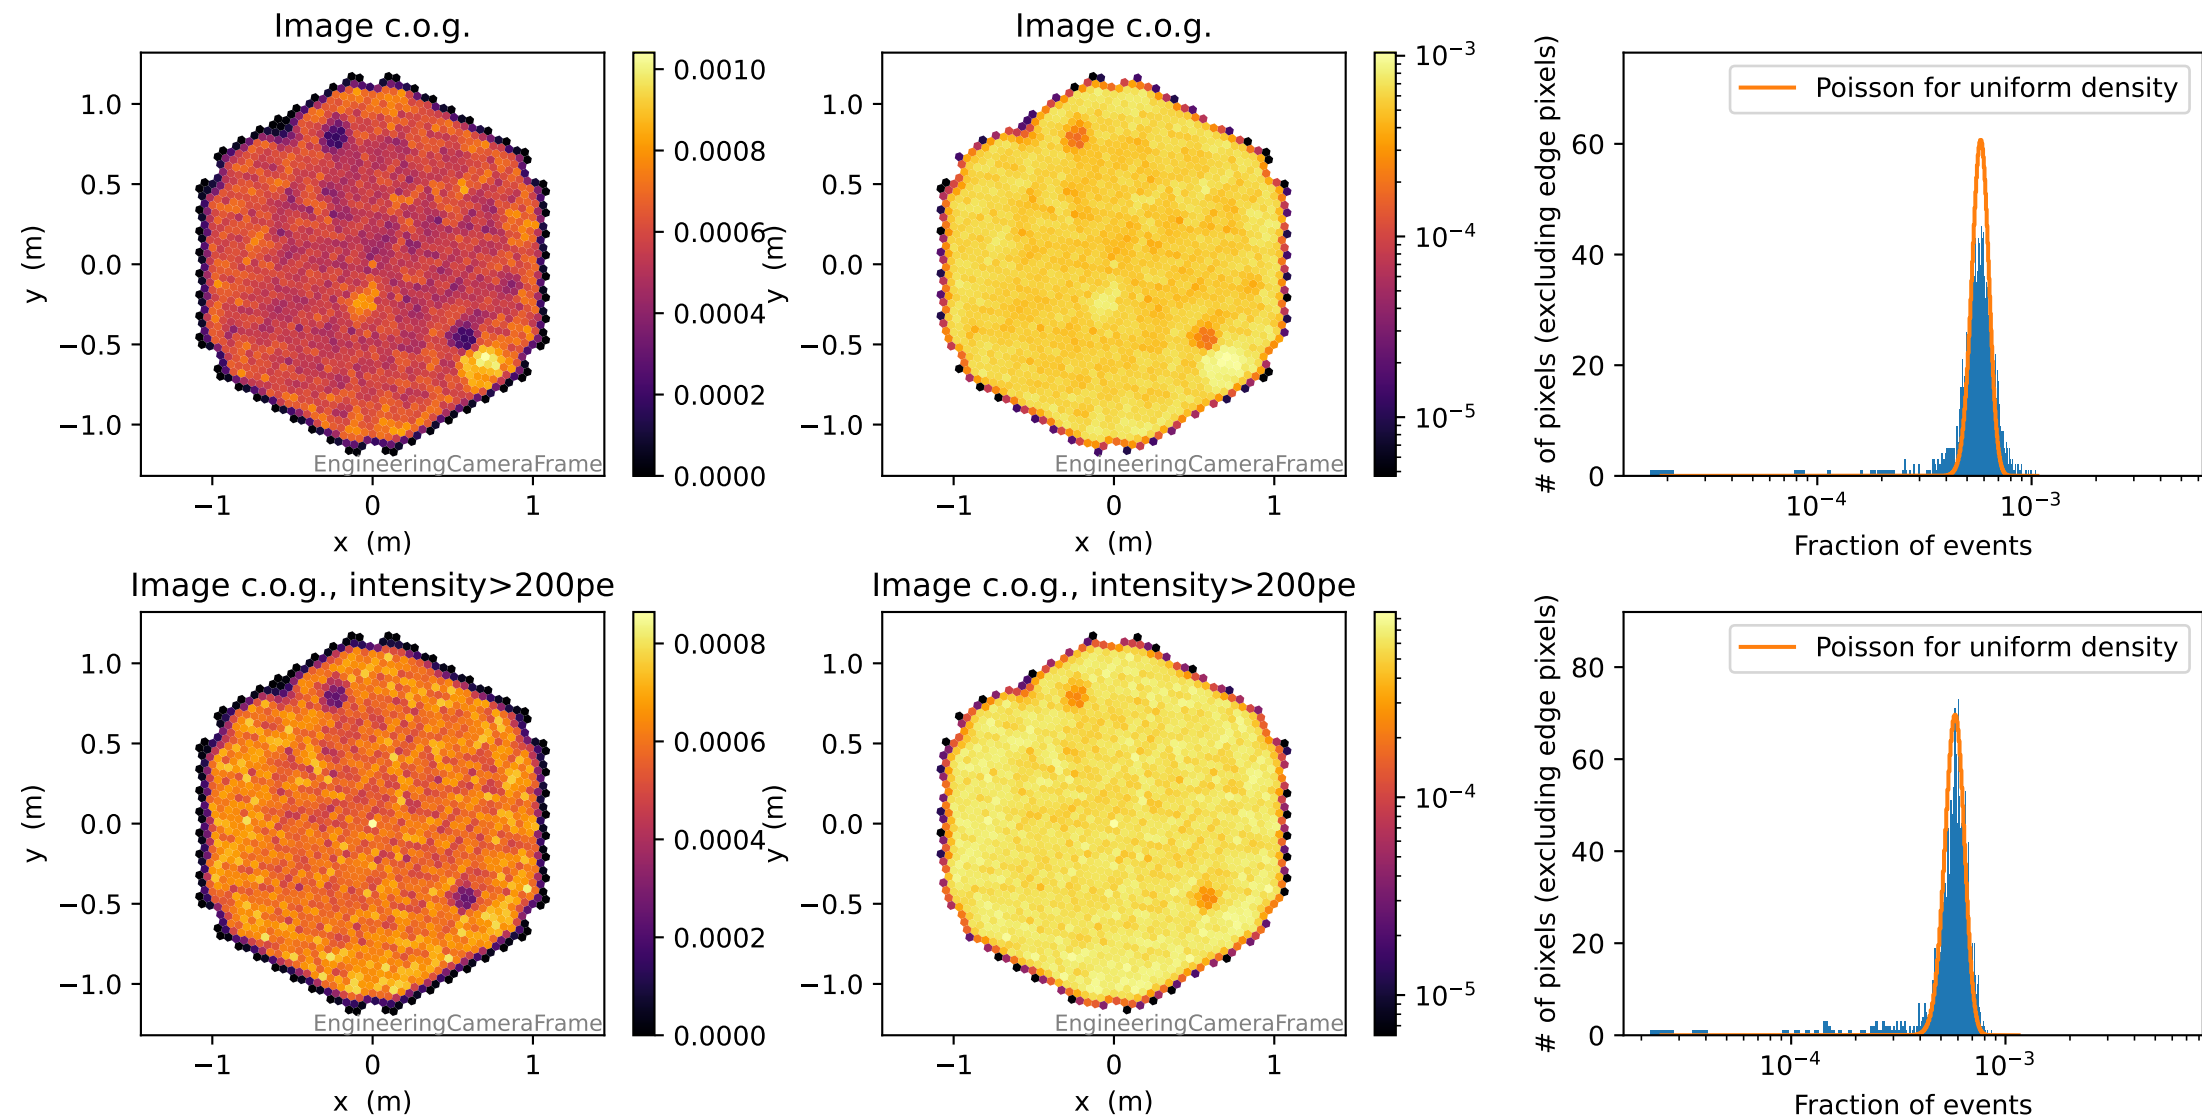 Image c.o.g.
1.0
0.5
0.0
−0.5
−1.0
y (m)
−1
0
1
x (m)
EngineeringCameraFrame
0.0010
0.0008
0.0006
0.0004
0.0002
0.0000
Image c.o.g.
1.0
0.5
0.0
−0.5
−1.0
y (m)
−1
0
1
x (m)
EngineeringCameraFrame
10−3
10−4
10−5
# of pixels (excluding edge pixels)
60
40
20
0
Poisson for uniform density
10−4
10−3
Fraction of events
Image c.o.g., intensity>200pe
1.0
0.5
0.0
−0.5
−1.0
y (m)
−1
0
1
x (m)
EngineeringCameraFrame
0.0008
0.0006
0.0004
0.0002
0.0000
Image c.o.g., intensity>200pe
1.0
0.5
0.0
−0.5
−1.0
y (m)
−1
0
1
x (m)
EngineeringCameraFrame
10−4
10−5
# of pixels (excluding edge pixels)
80
60
40
20
0
Poisson for uniform density
10−4
10−3
Fraction of events